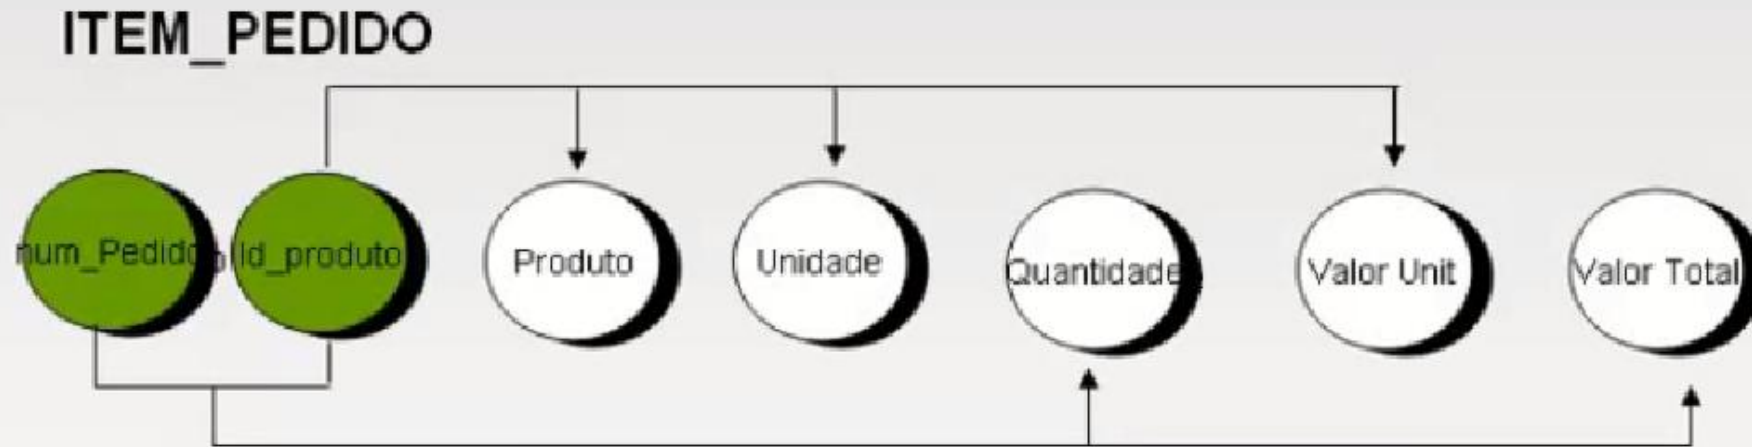 ITEM_PEDIDO
num_Pedido
Id_produto
Produto
Unidade
Quantidade
Valor Unit
Valor Total